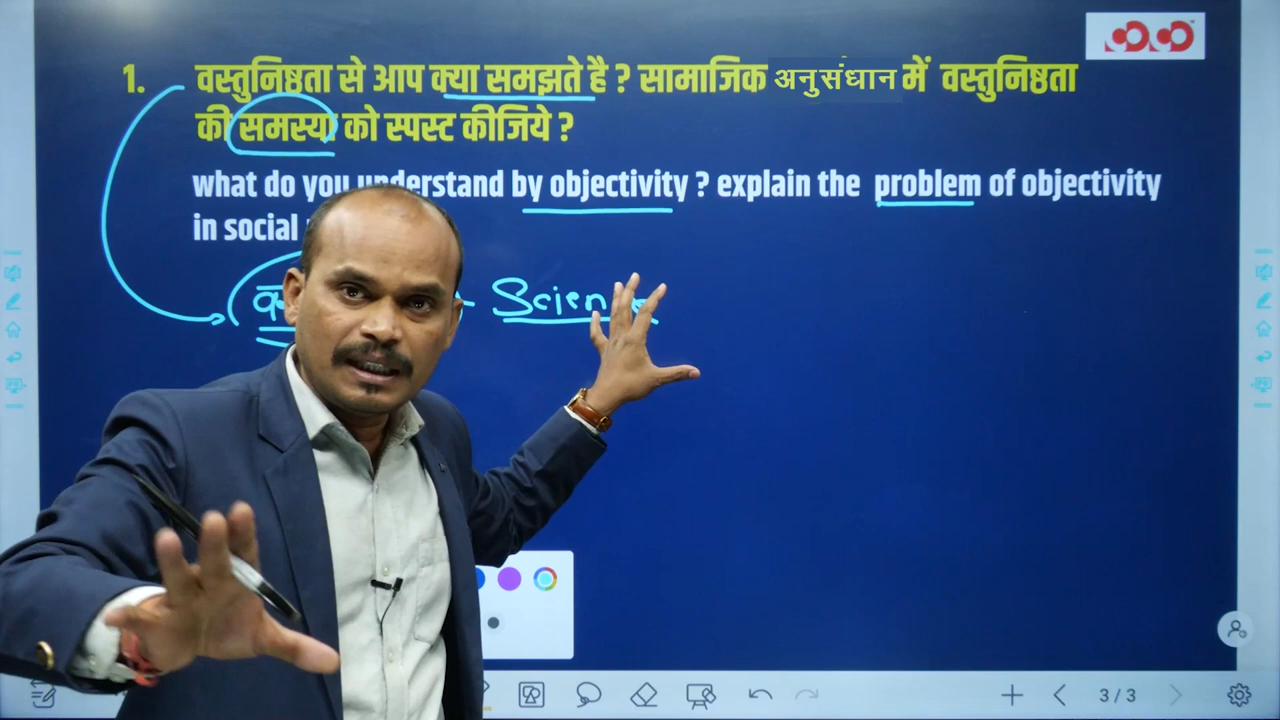 1. वस्तुनिष्ठता से आप क्या समझते है ? सामाजिक अनुसंधान में वस्तुनिष्ठता
की समस्या को स्पस्ट कीजिये ?
what do you understand by objectivity ? explain the problem of objectivity
in social
3/3